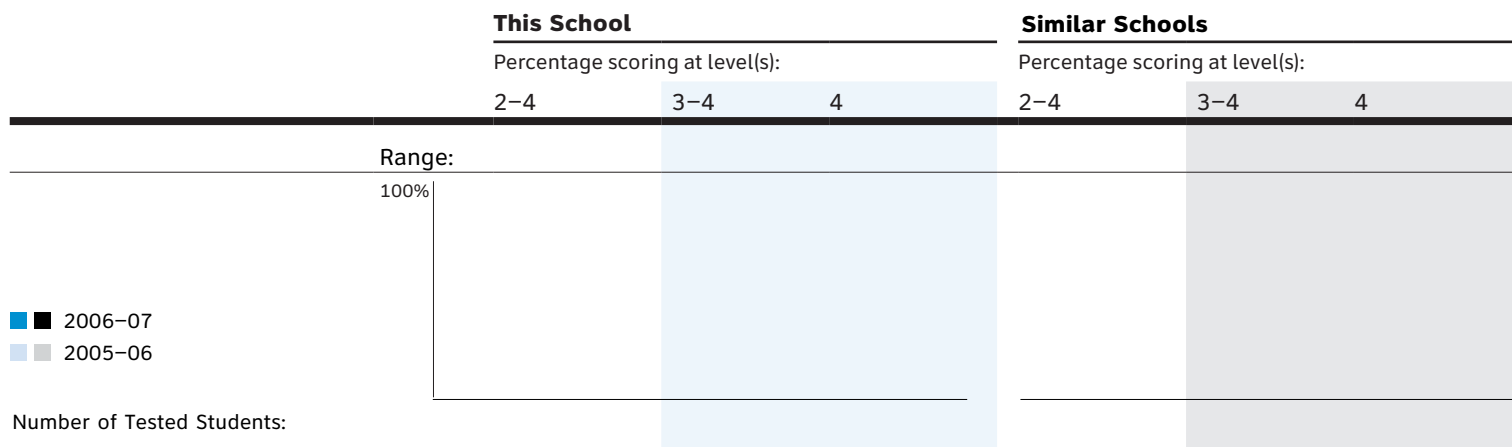 This School Similar Schools
Percentage scoring at level(s): Percentage scoring at level(s):
2–4 3–4 4 2–4 3–4 4
Range:
100%
2006–07
2005–06
Number of Tested Students: